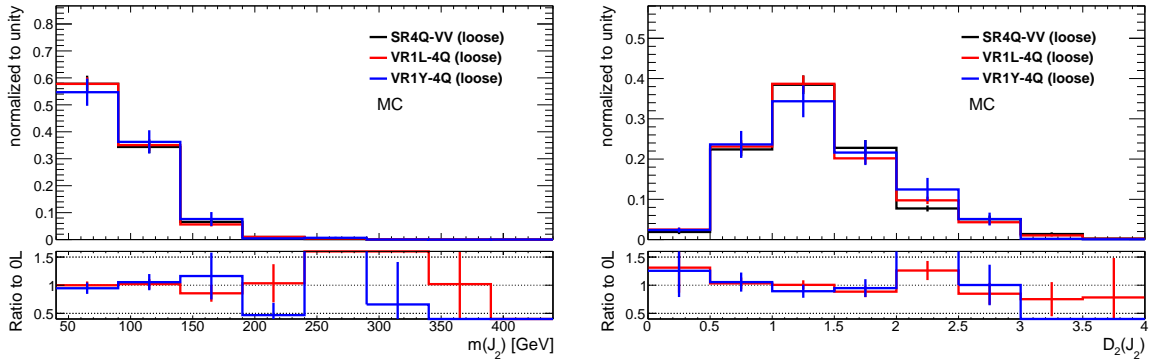 normalized to unity
0.8
0.7
0.6
0.5
0.4
0.3
0.2
0.1
0
SR4Q-VV (loose)
VR1L-4Q (loose)
VR1Y-4Q (loose)
MC
Ratio to 0L
1.5
1
0.5
50 100 150 200 250 300 350 400
m(J2) [GeV]
normalized to unity
0.5
0.4
0.3
0.2
0.1
0
SR4Q-VV (loose)
VR1L-4Q (loose)
VR1Y-4Q (loose)
MC
Ratio to 0L
1.5
1
0.5
0 0.5 1 1.5 2 2.5 3 3.5 4
D2(J2)